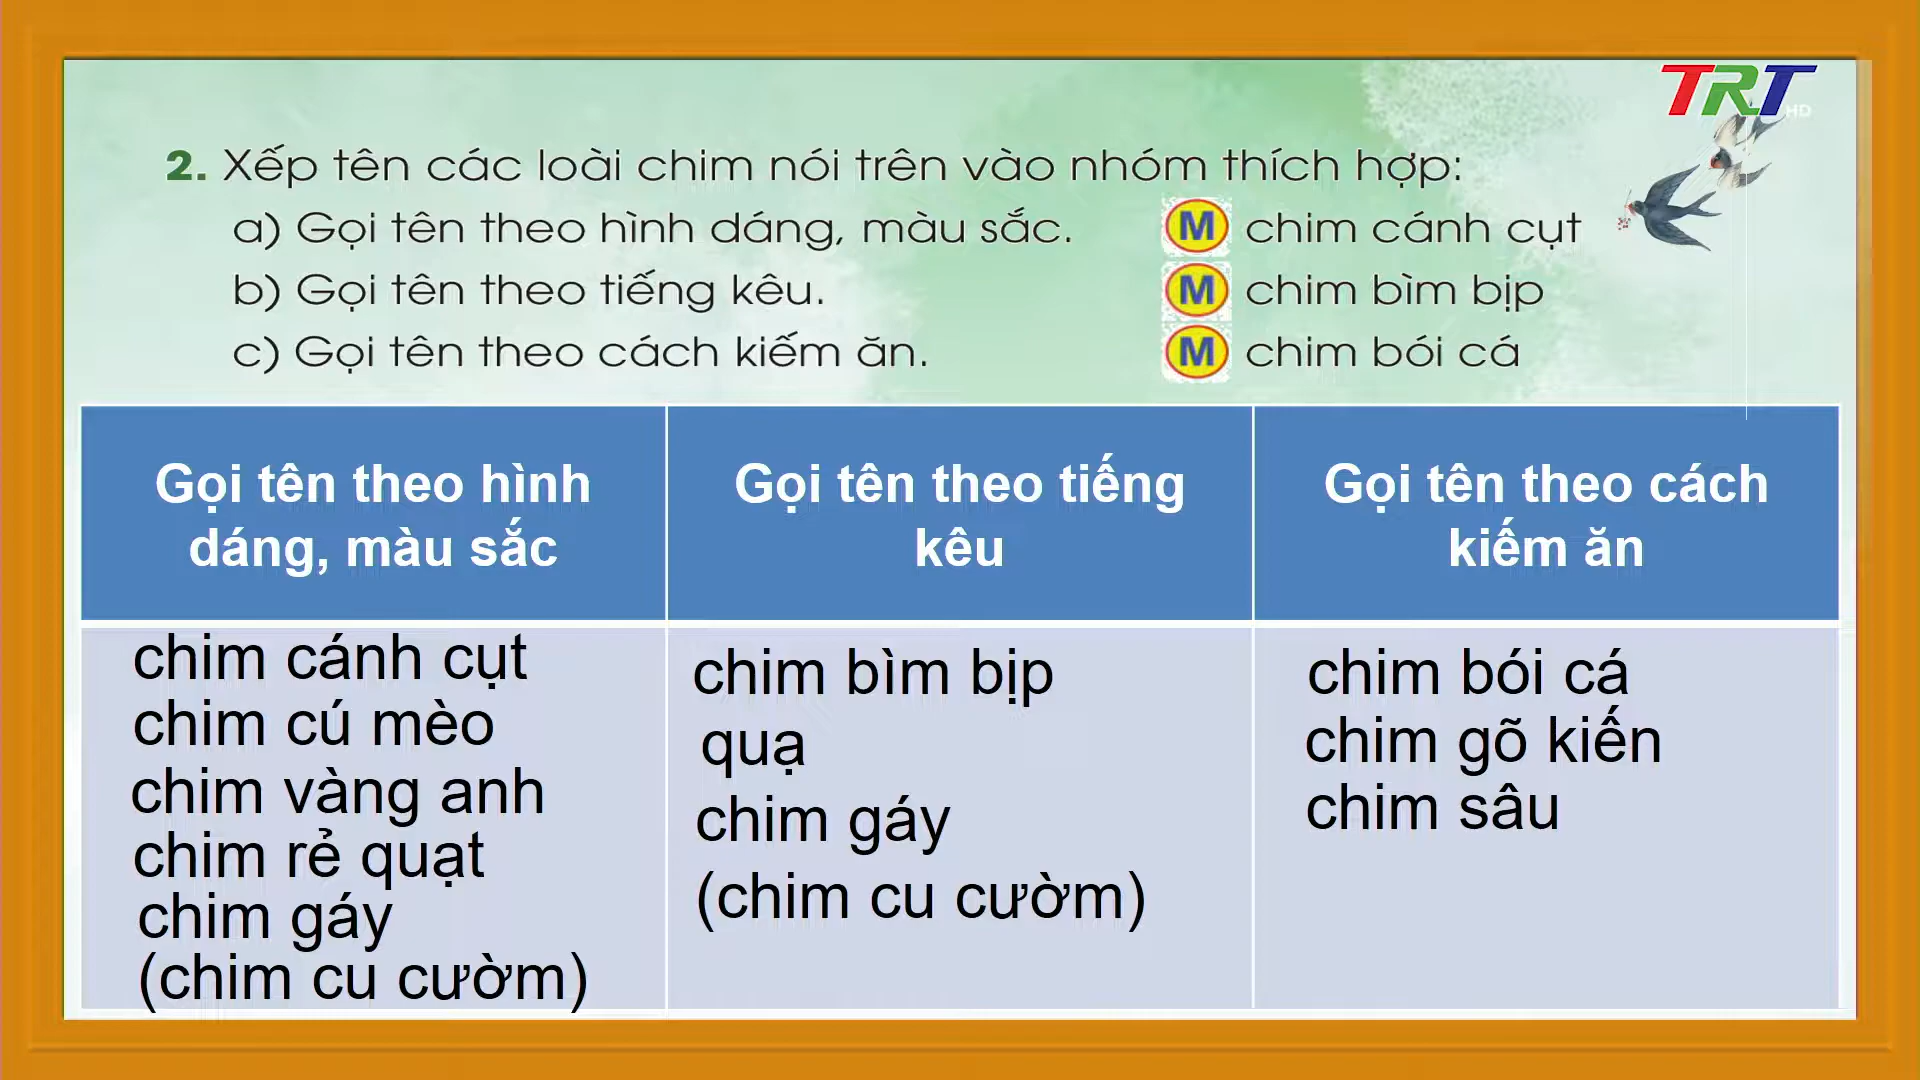 TRT HD
2. Xếp tên các loài chim nói trên vào nhóm thích hợp:
a) Gọi tên theo hình dáng, màu sắc. M chim cánh cụt
b) Gọi tên theo tiếng kêu. M chim bìm bịp
c) Gọi tên theo cách kiếm ăn. M chim bói cá
Gọi tên theo hình
dáng, màu sắc
Gọi tên theo tiếng
kêu
Gọi tên theo cách
kiếm ăn
chim cánh cụt
chim cú mèo
chim vàng anh
chim rẻ quạt
chim gáy
(chim cu cườm)
chim bìm bịp
quạ
chim gáy
(chim cu cườm)
chim bói cá
chim gõ kiến
chim sâu